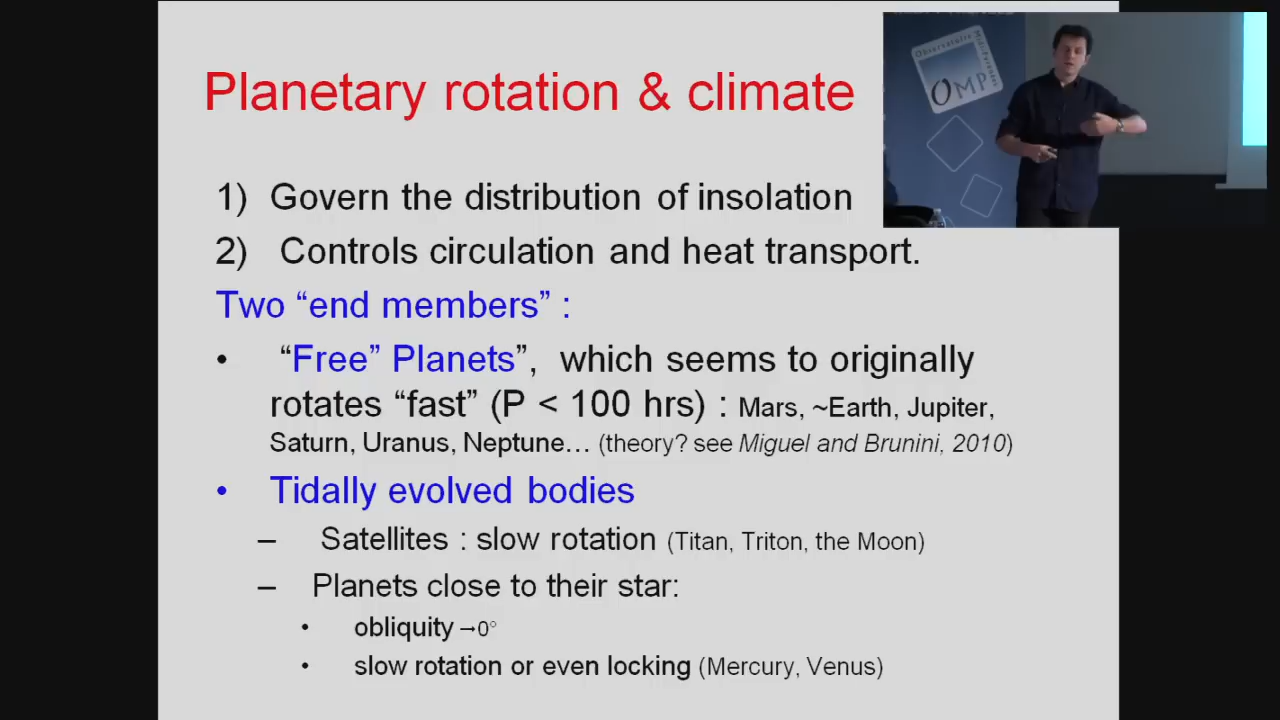 Planetary rotation & climate
1) Govern the distribution of insolation
2) Controls circulation and heat transport.
Two “end members” :
• “Free” Planets”, which seems to originally
rotates “fast” (P < 100 hrs) : Mars, ~Earth, Jupiter,
Saturn, Uranus, Neptune… (theory? see Miguel and Brunini, 2010)
• Tidally evolved bodies
– Satellites : slow rotation (Titan, Triton, the Moon)
– Planets close to their star:
• obliquity →0°
• slow rotation or even locking (Mercury, Venus)
Observatoire
OMP